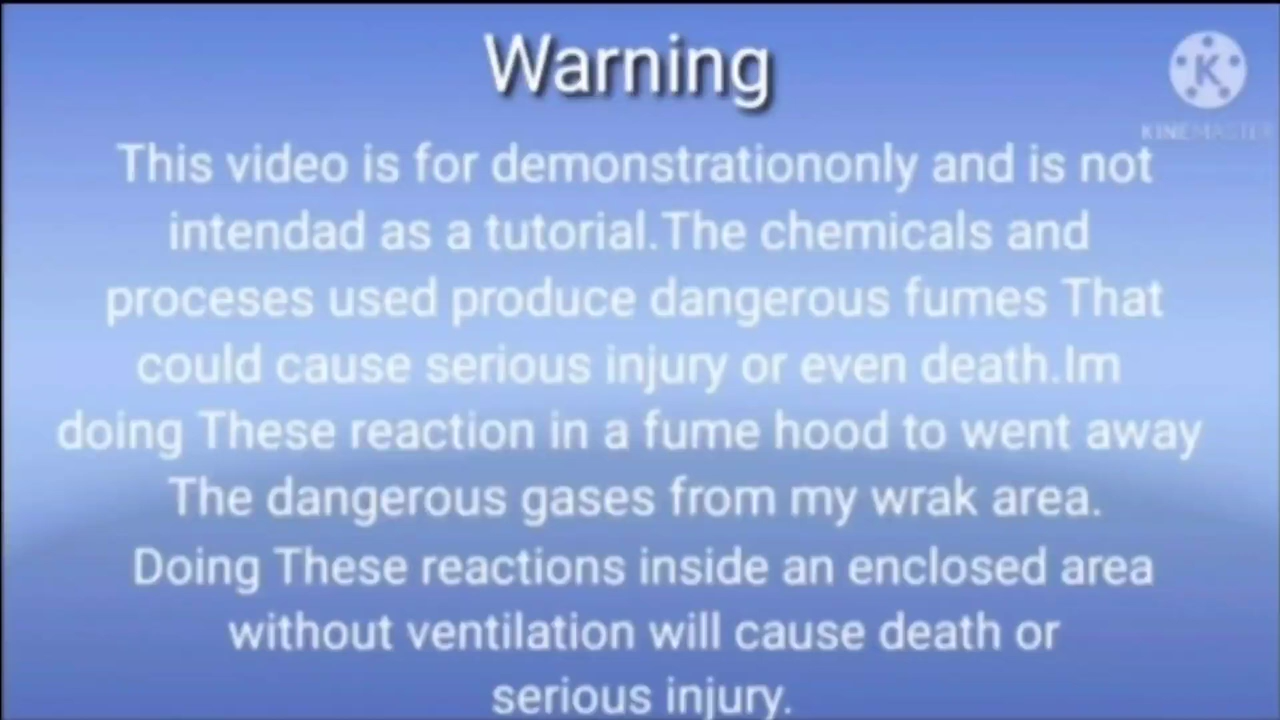 Warning
K
KINEMASTER
This video is for demonstrationonly and is not
intendad as a tutorial.The chemicals and
proceses used produce dangerous fumes That
could cause serious injury or even death.Im
doing These reaction in a fume hood to went away
The dangerous gases from my wrak area.
Doing These reactions inside an enclosed area
without ventilation will cause death or
serious injury.